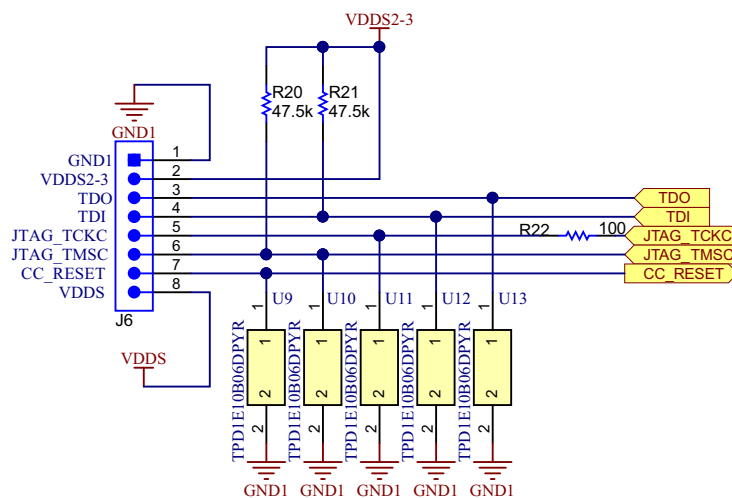 VDDS2-3
R20
47.5k
R21
47.5k
GND1
GND1 1
VDDS2-3 2
TDO 3
TDI 4
JTAG_TCKC 5
JTAG_TMSC 6
CC_RESET 7
VDDS 8
J6
VDDS
TDO
TDI
R22 100
JTAG_TCKC
JTAG_TMSC
CC_RESET
1 U9 1 U10 1 U11 1 U12 1 U13
TPD1E10B06DPYR TPD1E10B06DPYR TPD1E10B06DPYR TPD1E10B06DPYR TPD1E10B06DPYR
1 1 1 1 1
2 2 2 2 2
2 2 2 2 2
GND1 GND1 GND1 GND1 GND1